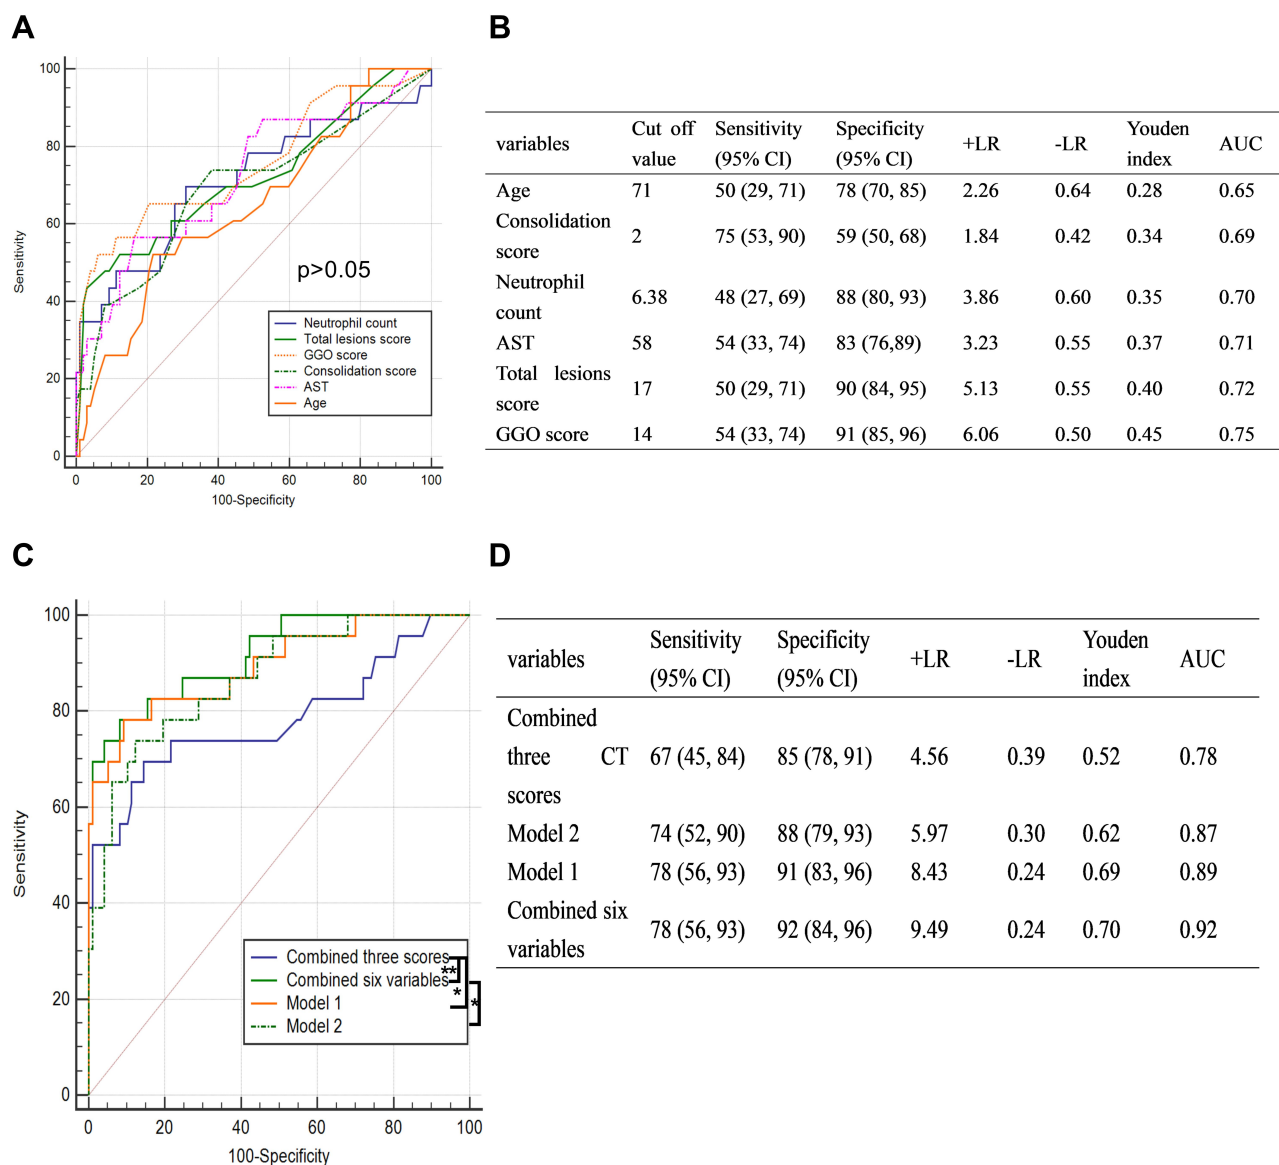 A
100
80
60
40
20
0
Sensitivity
p>0.05
Neutrophil count
Total lesions score
GGO score
Consolidation score
AST
Age
0 20 40 60 80 100
100-Specificity
B
variables Cut off value Sensitivity (95% CI) Specificity (95% CI) +LR -LR Youden index AUC
Age 71 50 (29, 71) 78 (70, 85) 2.26 0.64 0.28 0.65
Consolidation score 2 75 (53, 90) 59 (50, 68) 1.84 0.42 0.34 0.69
Neutrophil count 6.38 48 (27, 69) 88 (80, 93) 3.86 0.60 0.35 0.70
AST 58 54 (33, 74) 83 (76,89) 3.23 0.55 0.37 0.71
Total lesions score 17 50 (29, 71) 90 (84, 95) 5.13 0.55 0.40 0.72
GGO score 14 54 (33, 74) 91 (85, 96) 6.06 0.50 0.45 0.75
C
100
80
60
40
20
0
Sensitivity
Combined three scores
Combined six variables
Model 1
Model 2
**
*
*
0 20 40 60 80 100
100-Specificity
D
variables Sensitivity (95% CI) Specificity (95% CI) +LR -LR Youden index AUC
Combined three CT scores 67 (45, 84) 85 (78, 91) 4.56 0.39 0.52 0.78
Model 2 74 (52, 90) 88 (79, 93) 5.97 0.30 0.62 0.87
Model 1 78 (56, 93) 91 (83, 96) 8.43 0.24 0.69 0.89
Combined six variables 78 (56, 93) 92 (84, 96) 9.49 0.24 0.70 0.92